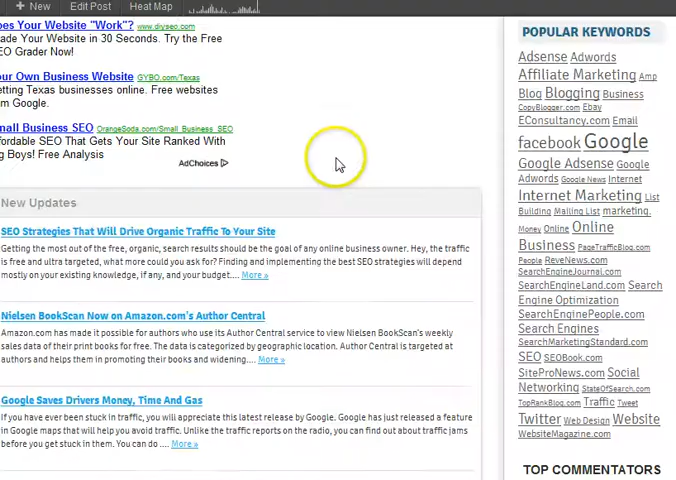 New Edit Post Heat Map
oes Your Website "Work"? www.diyseo.com
ade Your Website in 30 Seconds. Try the Free
EO Grader Now!
our Own Business Website GYBO.com/Texas
etting Texas businesses online. Free websites
om Google.
mall Business SEO OrangeSoda.com/Small_Business_SEO
fordable SEO That Gets Your Site Ranked With
g Boys! Free Analysis
AdChoices
New Updates
SEO Strategies That Will Drive Organic Traffic To Your Site
Getting the most out of the free, organic, search results should be the goal of any online business owner. Hey, the traffic
is free and ultra targeted, what more could you ask for? Finding and implementing the best SEO strategies will depend
mostly on your existing knowledge, if any, and your budget.... More »
Nielsen BookScan Now on Amazon.com's Author Central
Amazon.com has made it possible for authors who use its Author Central service to view Nielsen BookScan's weekly
sales data of their print books for free. The data is categorized by geographic location. Author Central is targeted at
authors and helps them in promoting their books and widening.... More »
Google Saves Drivers Money, Time And Gas
If you have ever been stuck in traffic, you will appreciate this latest release by Google. Google has just released a feature
in Google maps that will help you avoid traffic. Unlike the traffic reports on the radio, you can find out about traffic jams
before you get stuck in them. You can do .... More »
POPULAR KEYWORDS
Adsense Adwords
Affiliate Marketing Amp
Blog Blogging Business
CopyBlogger.com Ebay
EConsultancy.com Email
facebook Google
Google Adsense Google
Adwords Google News Internet
Internet Marketing List
Building Mailing List marketing.
Money Online Online
Business PageTrafficBlog.com
People ReveNews.com
SearchEngineJournal.com
SearchEngineLand.com Search
Engine Optimization
SearchEnginePeople.com
Search Engines
SearchMarketingStandard.com
SEO SEOBook.com
SiteProNews.com Social
Networking StateOfSearch.com
TopRankBlog.com Traffic Tweet
Twitter Web Design Website
WebsiteMagazine.com
TOP COMMENTATORS